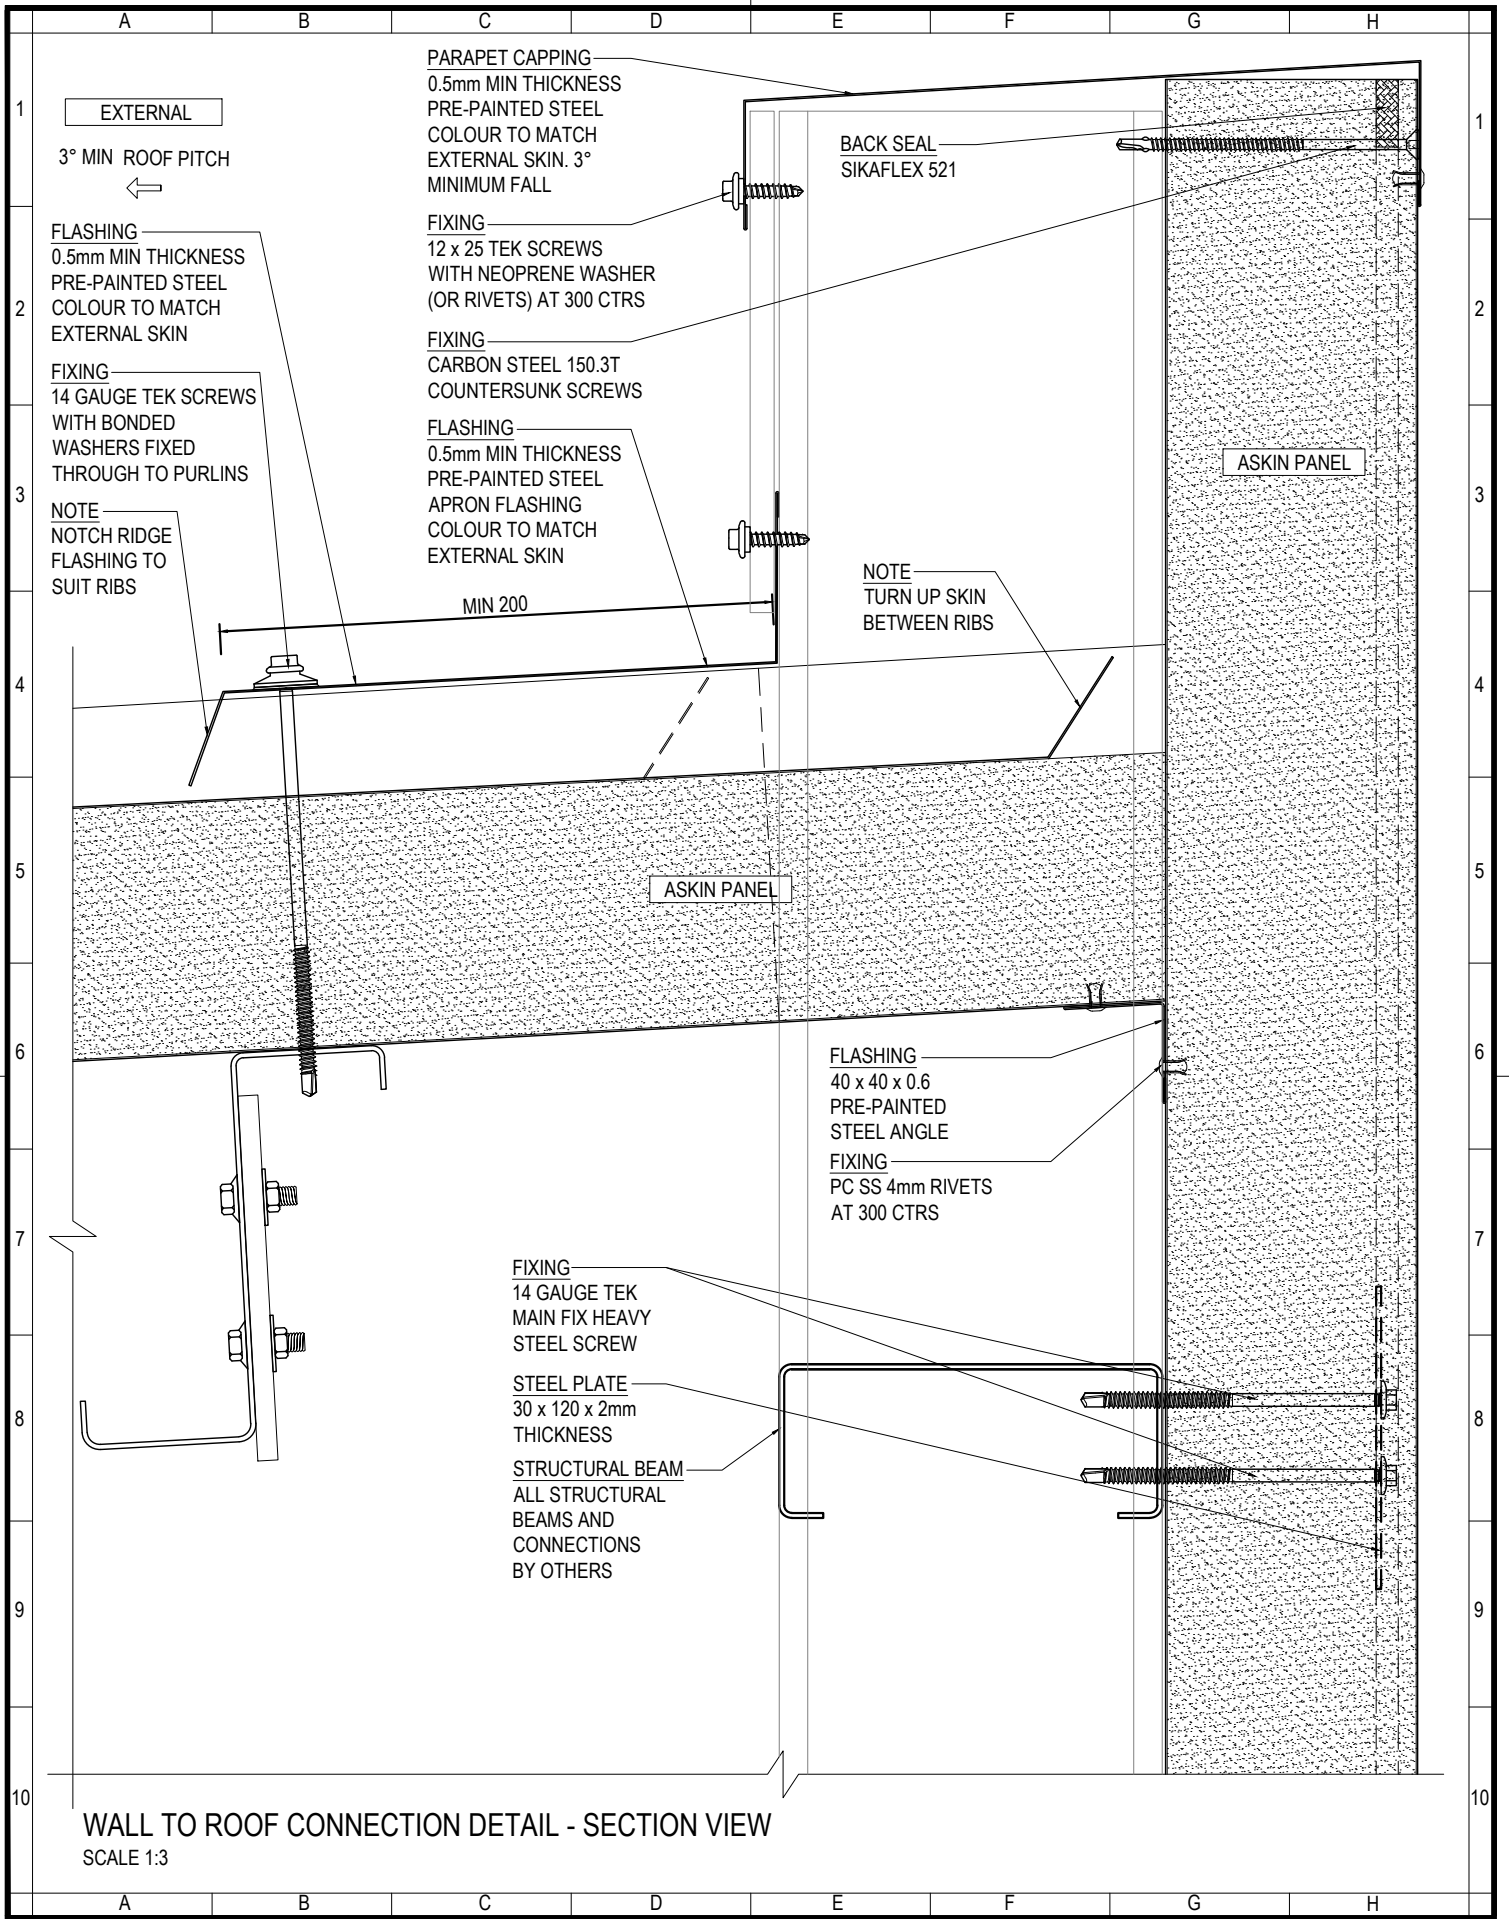 A B C D E F G H
EXTERNAL
3° MIN ROOF PITCH
FLASHING
0.5mm MIN THICKNESS
PRE-PAINTED STEEL
COLOUR TO MATCH
EXTERNAL SKIN
FIXING
14 GAUGE TEK SCREWS
WITH BONDED
WASHERS FIXED
THROUGH TO PURLINS
NOTE
NOTCH RIDGE
FLASHING TO
SUIT RIBS
PARAPET CAPPING
0.5mm MIN THICKNESS
PRE-PAINTED STEEL
COLOUR TO MATCH
EXTERNAL SKIN. 3°
MINIMUM FALL
FIXING
12 x 25 TEK SCREWS
WITH NEOPRENE WASHER
(OR RIVETS) AT 300 CTRS
FIXING
CARBON STEEL 150.3T
COUNTERSUNK SCREWS
FLASHING
0.5mm MIN THICKNESS
PRE-PAINTED STEEL
APRON FLASHING
COLOUR TO MATCH
EXTERNAL SKIN
MIN 200
BACK SEAL
SIKAFLEX 521
ASKIN PANEL
NOTE
TURN UP SKIN
BETWEEN RIBS
ASKIN PANEL
FLASHING
40 x 40 x 0.6
PRE-PAINTED
STEEL ANGLE
FIXING
PC SS 4mm RIVETS
AT 300 CTRS
FIXING
14 GAUGE TEK
MAIN FIX HEAVY
STEEL SCREW
STEEL PLATE
30 x 120 x 2mm
THICKNESS
STRUCTURAL BEAM
ALL STRUCTURAL
BEAMS AND
CONNECTIONS
BY OTHERS
1 1
2 2
3 3
4 4
5 5
6 6
7 7
8 8
9 9
10 10
WALL TO ROOF CONNECTION DETAIL - SECTION VIEW
SCALE 1:3
A B C D E F G H